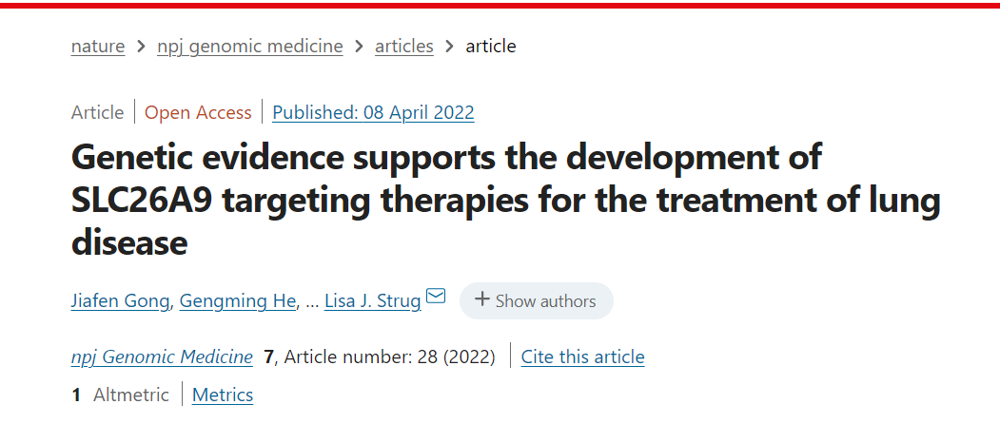 nature > npj genomic medicine > articles > article
Article | Open Access | Published: 08 April 2022
Genetic evidence supports the development of
SLC26A9 targeting therapies for the treatment of lung
disease
Jiafen Gong, Gengming He, ... Lisa J. Strug + Show authors
npj Genomic Medicine 7, Article number: 28 (2022) | Cite this article
1 Altmetric | Metrics